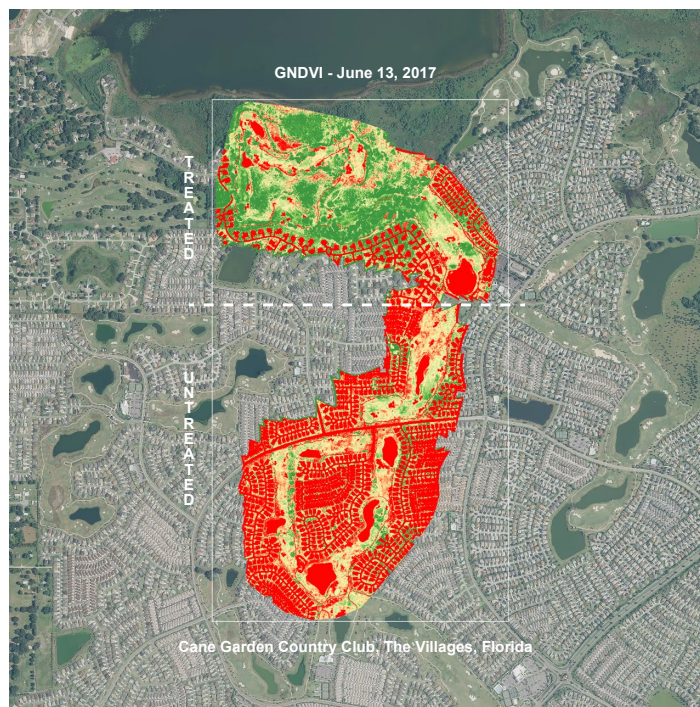 GNDVI - June 13, 2017
TREATED
UNTREATED
Cane Garden Country Club, The Villages, Florida